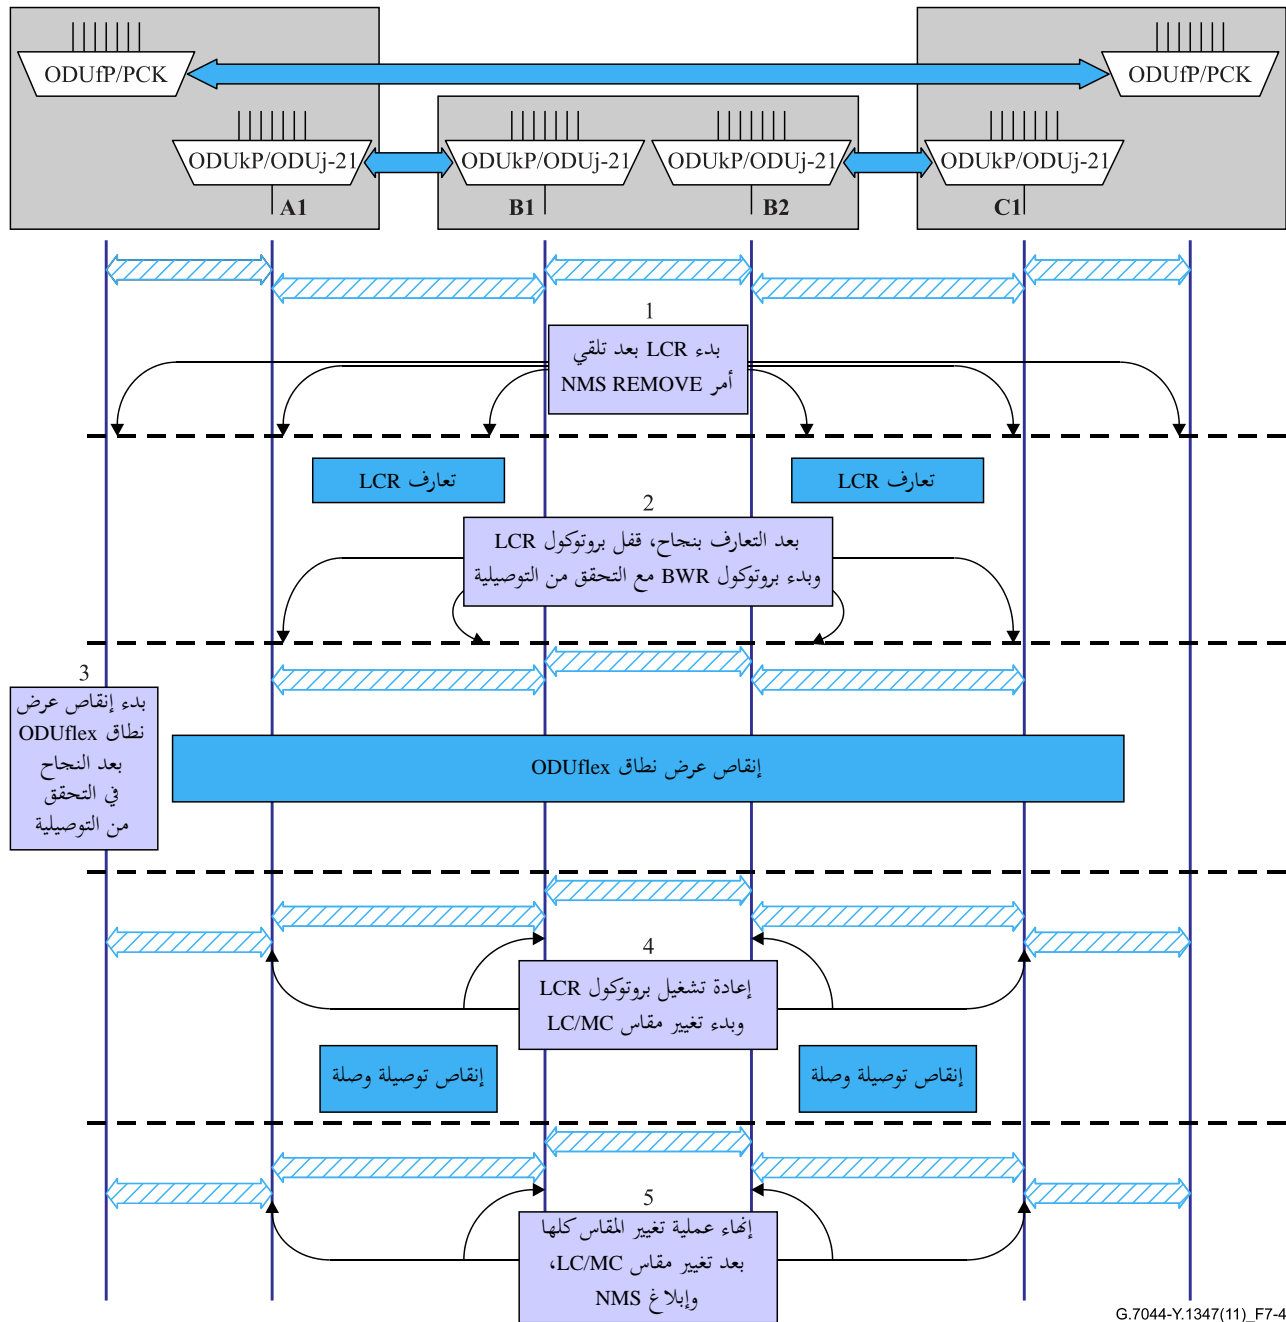 ODUfP/PCK
ODUfP/PCK
ODUkP/ODUj-21
ODUkP/ODUj-21
ODUkP/ODUj-21
ODUkP/ODUj-21
A1
B1
B2
C1
1
بدء LCR بعد تلقي
أمر NMS REMOVE
تعارف LCR
تعارف LCR
2
بعد التعارف بنجاح، قفل بروتوكول LCR
وبدء بروتوكول BWR مع التحقق من التوصيلية
3
بدء إنقاص عرض
نطاق ODUflex
بعد النجاح
في التحقق
من التوصيلية
إنقاص عرض نطاق ODUflex
4
إعادة تشغيل بروتوكول LCR
وبدء تغيير مقاس LC/MC
إنقاص توصيلة وصلة
إنقاص توصيلة وصلة
5
إنهاء عملية تغيير المقاس كلها
بعد تغيير مقاس LC/MC،
وإبلاغ NMS
G.7044-Y.1347(11)_F7-4